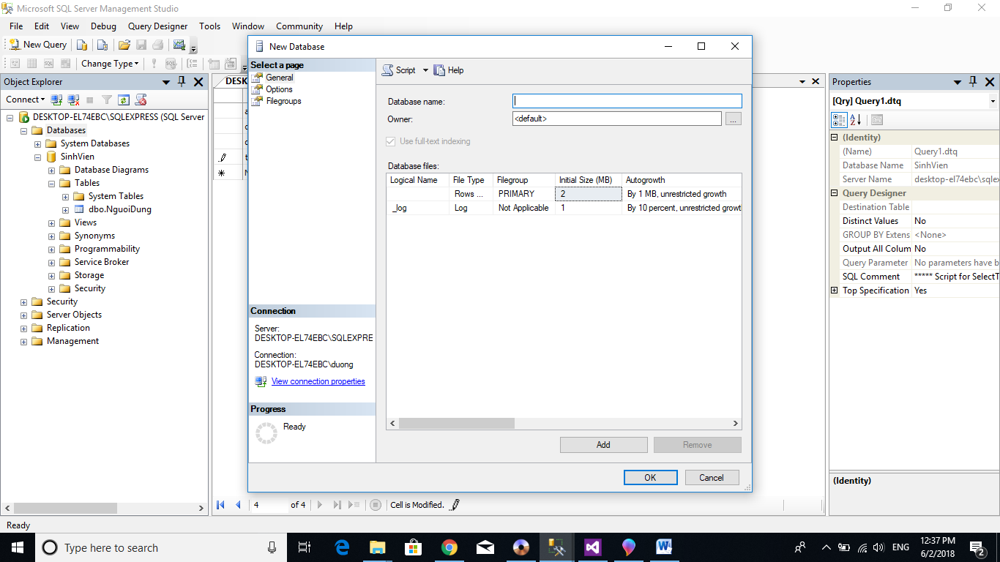 Microsoft SQL Server Management Studio
File Edit View Debug Query Designer Tools Window Community Help
New Query
Change Type
Object Explorer
Connect
DESKTOP-EL74EBC\SQLEXPRESS (SQL Server
Databases
System Databases
SinhVien
Database Diagrams
Tables
System Tables
dbo.NguoiDung
Views
Synonyms
Programmability
Service Broker
Storage
Security
Security
Server Objects
Replication
Management
DESK
New Database
Select a page
General
Options
Filegroups
Connection
Server:
DESKTOP-EL74EBC\SQLEXPRE
Connection:
DESKTOP-EL74EBC\duong
View connection properties
Progress
Ready
Script Help
Database name:
Owner: <default> ...
Use full-text indexing
Database files:
Logical Name File Type Filegroup Initial Size (MB) Autogrowth
Rows ... PRIMARY 2 By 1 MB, unrestricted growth
_log Log Not Applicable 1 By 10 percent, unrestricted growt
Add Remove
OK Cancel
4 of 4 Cell is Modified.
Properties
[Qry] Query1.dtq
(Identity)
(Name) Query1.dtq
Database Name SinhVien
Server Name desktop-el74ebc\sqlex
Query Designer
Destination Table
Distinct Values No
GROUP BY Extens <None>
Output All Colum No
Query Parameter No parameters have b
SQL Comment ***** Script for SelectT
Top Specification Yes
(Identity)
Ready
Type here to search
ENG
12:37 PM
6/2/2018
2